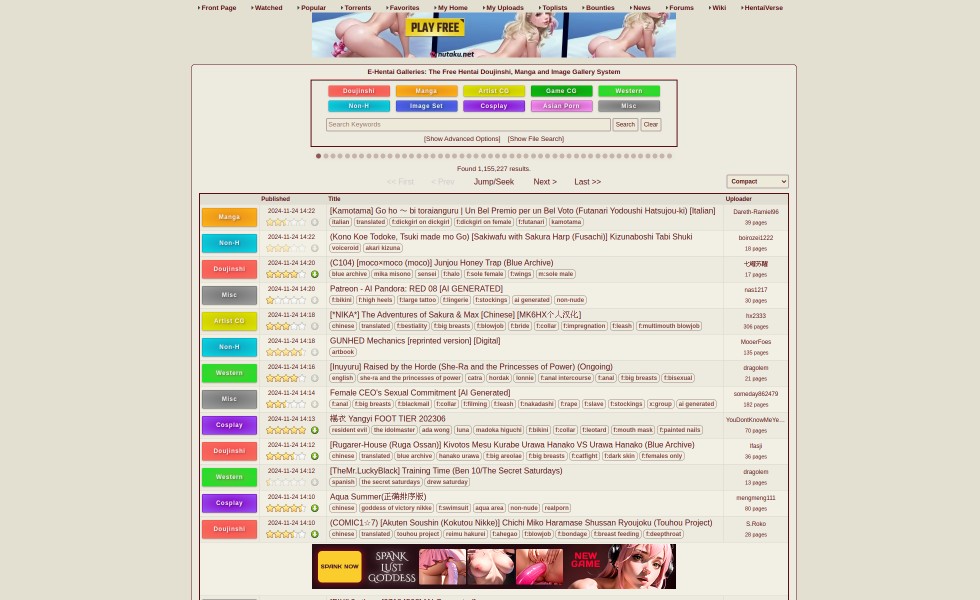 Front Page Watched Popular Torrents Favorites My Home My Uploads Toplists Bounties News Forums Wiki HentaiVerse
PLAY FREE
nutaku.net
E-Hentai Galleries: The Free Hentai Doujinshi, Manga and Image Gallery System
Doujinshi Manga Artist CG Game CG Western
Non-H Image Set Cosplay Asian Porn Misc
Search Keywords Search Clear
[Show Advanced Options] [Show File Search]
Found 1,155,227 results.
<< First < Prev Jump/Seek Next > Last >> Compact
Published Title Uploader
Manga 2024-11-24 14:22 [Kamotama] Go ho ～ bi toraianguru | Un Bel Premio per un Bel Voto (Futanari Yodoushi Hatsujou-ki) [Italian] Dareth-Ramiel96
italian translated f:dickgirl on dickgirl f:dickgirl on female f:futanari kamotama 39 pages
Non-H 2024-11-24 14:22 (Kono Koe Todoke, Tsuki made mo Go) [Sakiwafu with Sakura Harp (Fusachi)] Kizunaboshi Tabi Shuki boirozei1222
voiceroid akari kizuna 18 pages
Doujinshi 2024-11-24 14:20 (C104) [moco×moco (moco)] Junjou Honey Trap (Blue Archive)
blue archive mika misono sensei f:halo f:sole female f:wings m:sole male 17 pages
Misc 2024-11-24 14:20 Patreon - AI Pandora: RED 08 [AI GENERATED] nas1217
f:bikini f:high heels f:large tattoo f:lingerie f:stockings ai generated non-nude 30 pages
Artist CG 2024-11-24 14:18 [*NIKA*] The Adventures of Sakura & Max [Chinese] [MK6HX个人汉化] hx2333
chinese translated f:bestiality f:big breasts f:blowjob f:bride f:collar f:impregnation f:leash f:multimouth blowjob 306 pages
Non-H 2024-11-24 14:16 GUNHED Mechanics [reprinted version] [Digital] MooerFoes
artbook 135 pages
Western 2024-11-24 14:16 [Inuyuru] Raised by the Horde (She-Ra and the Princesses of Power) (Ongoing) dragolem
english she-ra and the princesses of power catra hordak lonnie f:anal intercourse f:anal f:big breasts f:bisexual 21 pages
Misc 2024-11-24 14:14 Female CEO's Sexual Commitment [AI Generated] someday862479
f:anal f:big breasts f:blackmail f:collar f:filming f:leash f:nakadashi f:rape f:slave f:stockings x:group ai generated 182 pages
Cosplay 2024-11-24 14:13 Yangyi FOOT TIER 202306 YouDontKnowMeYe...
resident evil the idolmaster ada wong luna madoka higuchi f:bikini f:collar f:leotard f:mouth mask f:painted nails 70 pages
Doujinshi 2024-11-24 14:12 [Rugarer-House (Ruga Ossan)] Kivotos Mesu Kurabe Urawa Hanako VS Urawa Hanako (Blue Archive) lfasji
chinese translated blue archive hanako urawa f:big areolae f:big breasts f:catfight f:dark skin f:females only 36 pages
Western 2024-11-24 14:12 [TheMr.LuckyBlack] Training Time (Ben 10/The Secret Saturdays) dragolem
spanish the secret saturdays drew saturday 13 pages
Cosplay 2024-11-24 14:10 Aqua Summer(正确排序版) mengmeng111
chinese goddess of victory nikke f:swimsuit aqua area non-nude realporn 80 pages
Doujinshi 2024-11-24 14:10 (COMIC1☆7) [Akuten Soushin (Kokutou Nikke)] Chichi Miko Haramase Shussan Ryoujoku (Touhou Project) S.Roko
chinese translated touhou project reimu hakurei f:ahegao f:blowjob f:bondage f:breast feeding f:deepthroat 28 pages
SPANK NOW SPANK LUST GODDESS NEW GAME